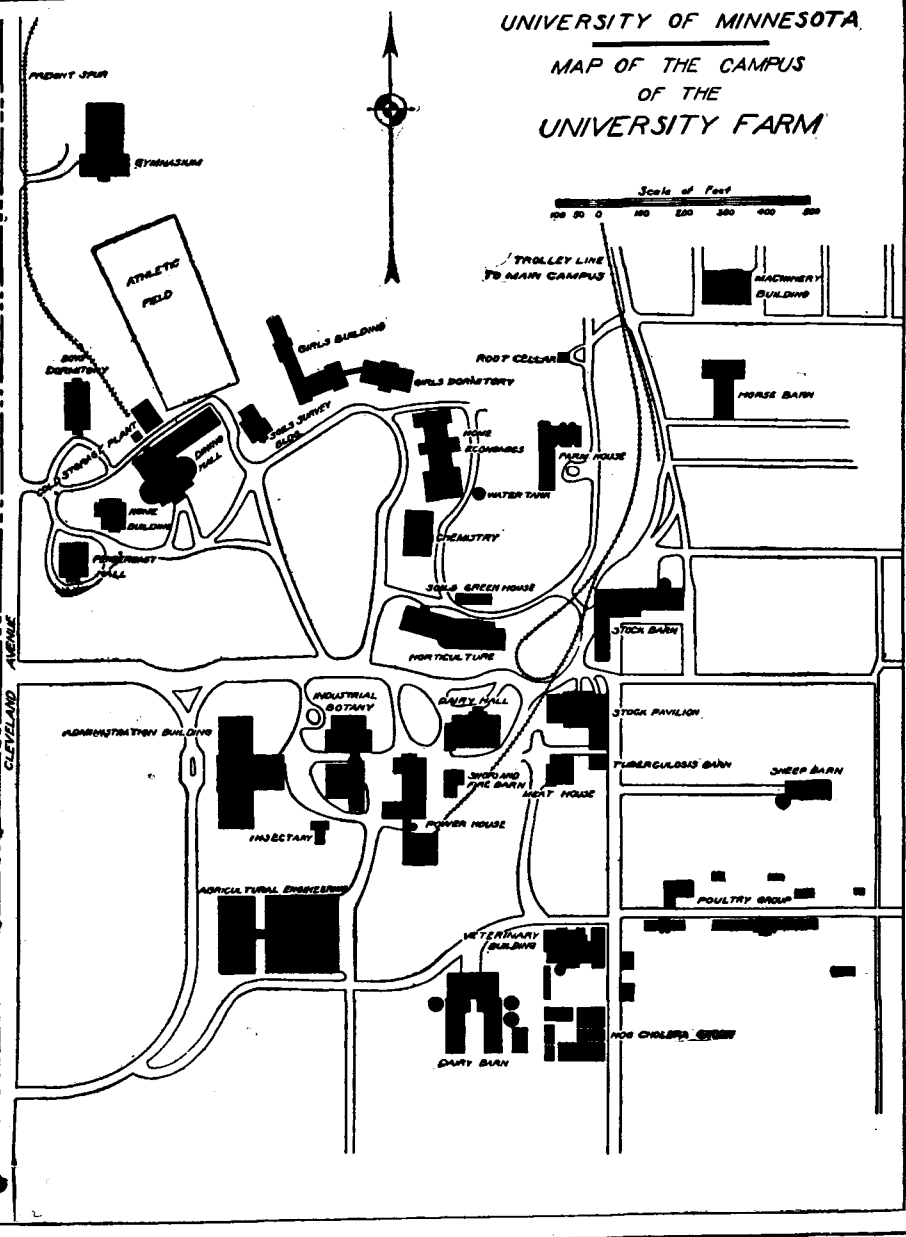 UNIVERSITY OF MINNESOTA
MAP OF THE CAMPUS
OF THE
UNIVERSITY FARM
Scale of Feet
100 50 0 100 200 300 400 500
FREIGHT SPUR
GYMNASIUM
ATHLETIC
FIELD
TROLLEY LINE
TO MAIN CAMPUS
MACHINERY
BUILDING
GIRLS BUILDING
ROOT CELLAR
BOYS
DORMITORY
GIRLS DORMITORY
HORSE BARN
SOILS SURVEY
BLDG.
COLD STORAGE PLANT
DINING
HALL
HOME
ECONOMICS
FARM HOUSE
WATER TANK
HOME
BUILDING
CHEMISTRY
PENDERGAST
HALL
SOILS GREEN HOUSE
STOCK BARN
HORTICULTURE
CLEVELAND AVENUE
INDUSTRIAL
BOTANY
DAIRY HALL
STOCK PAVILION
ADMINISTRATION BUILDING
TUBERCULOSIS BARN
SHEEP BARN
SHOPS AND
FIRE BARN
MEAT HOUSE
INSECTARY
POWER HOUSE
AGRICULTURAL ENGINEERING
POULTRY GROUP
VETERINARY
BUILDING
HOG CHOLERA
DAIRY BARN